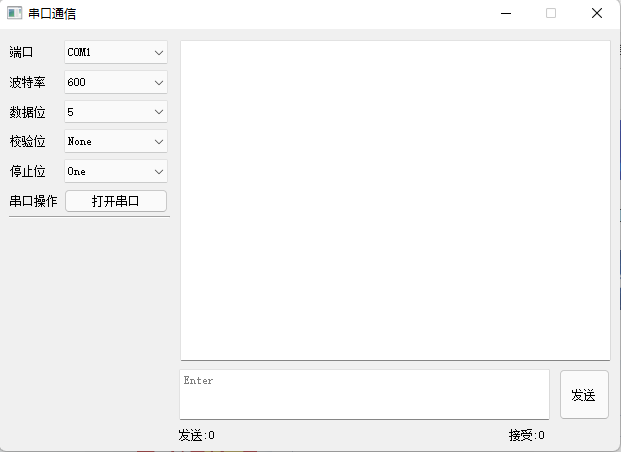 串口通信
端口 COM1
波特率 600
数据位 5
校验位 None
停止位 One
串口操作 打开串口
Enter
发送
发送:0 接受:0